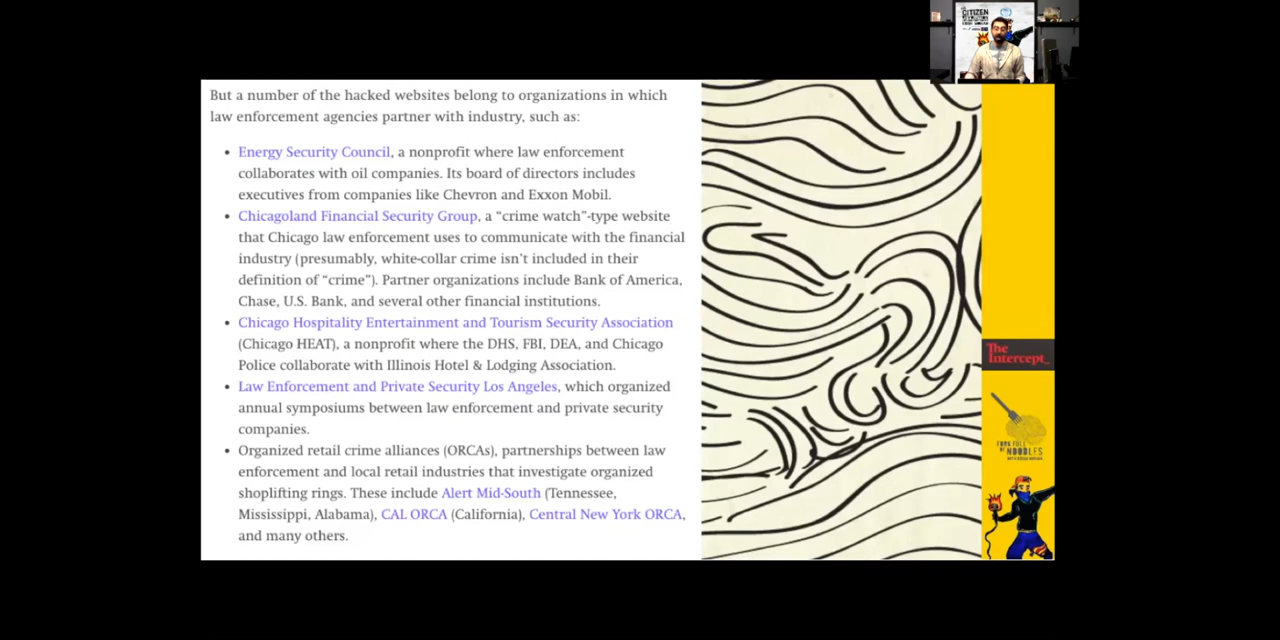 THE CITIZEN
REVOLUTION
But a number of the hacked websites belong to organizations in which
law enforcement agencies partner with industry, such as:
• Energy Security Council, a nonprofit where law enforcement
collaborates with oil companies. Its board of directors includes
executives from companies like Chevron and Exxon Mobil.
• Chicagoland Financial Security Group, a “crime watch”-type website
that Chicago law enforcement uses to communicate with the financial
industry (presumably, white-collar crime isn’t included in their
definition of “crime”). Partner organizations include Bank of America,
Chase, U.S. Bank, and several other financial institutions.
• Chicago Hospitality Entertainment and Tourism Security Association
(Chicago HEAT), a nonprofit where the DHS, FBI, DEA, and Chicago
Police collaborate with Illinois Hotel & Lodging Association.
• Law Enforcement and Private Security Los Angeles, which organized
annual symposiums between law enforcement and private security
companies.
• Organized retail crime alliances (ORCAs), partnerships between law
enforcement and local retail industries that investigate organized
shoplifting rings. These include Alert Mid-South (Tennessee,
Mississippi, Alabama), CAL ORCA (California), Central New York ORCA,
and many others.
The
Intercept_
FORK FULL
OF NOODLES